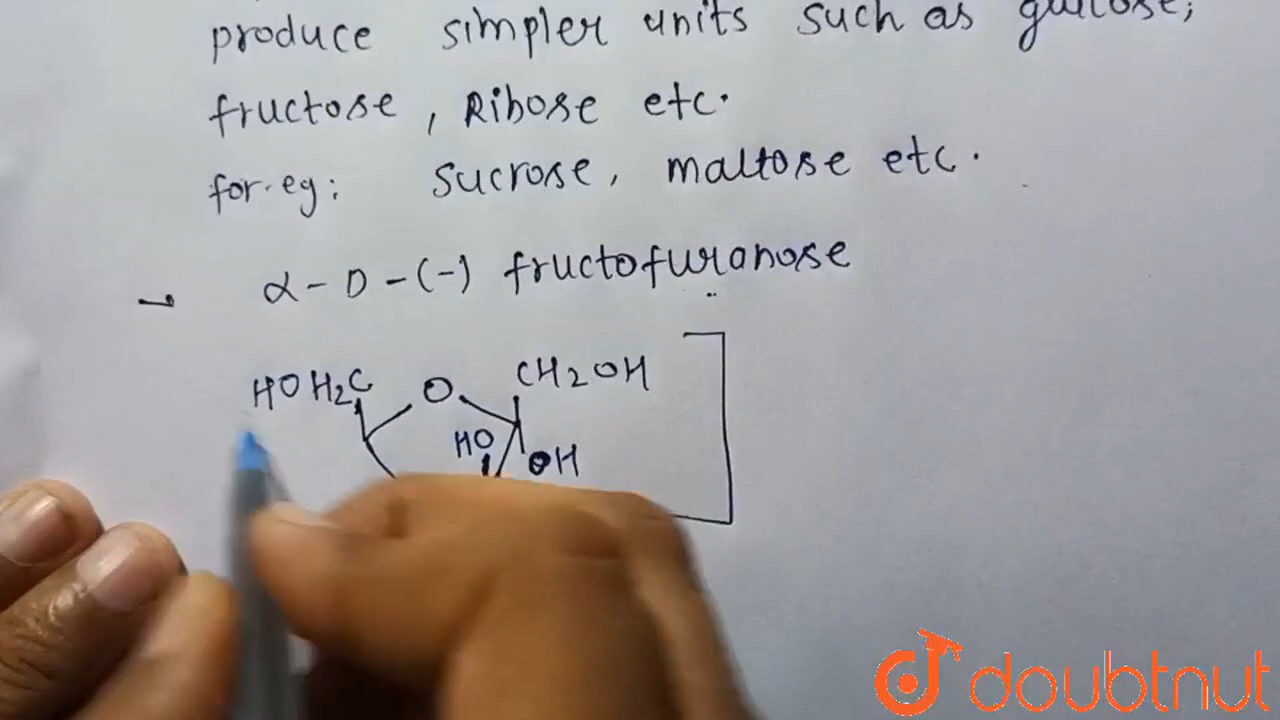 produce simpler units such as
fructose, Ribose etc.
for.eg: sucrose, maltose etc.
→ α-D-(-) fructofuranose
HOH2C O CH2OH
HO OH
doubtnut